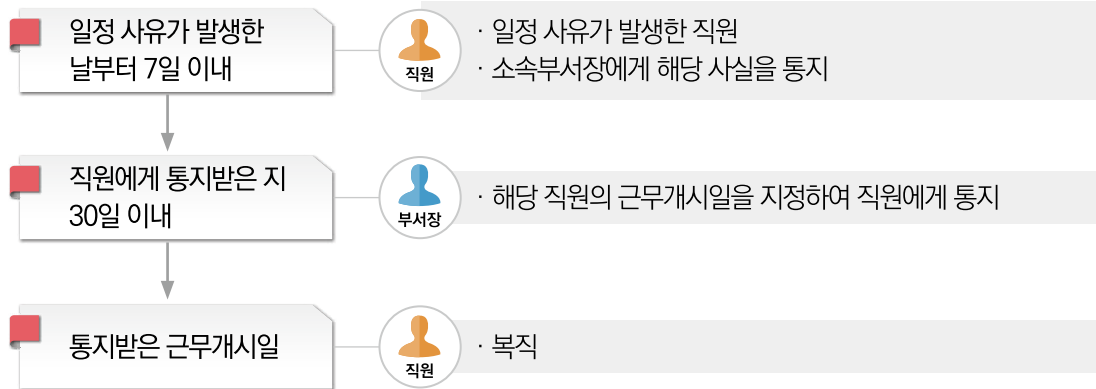 일정 사유가 발생한
날부터 7일 이내
직원
· 일정 사유가 발생한 직원
· 소속부서장에게 해당 사실을 통지
직원에게 통지받은 지
30일 이내
부서장
· 해당 직원의 근무개시일을 지정하여 직원에게 통지
통지받은 근무개시일
직원
· 복직